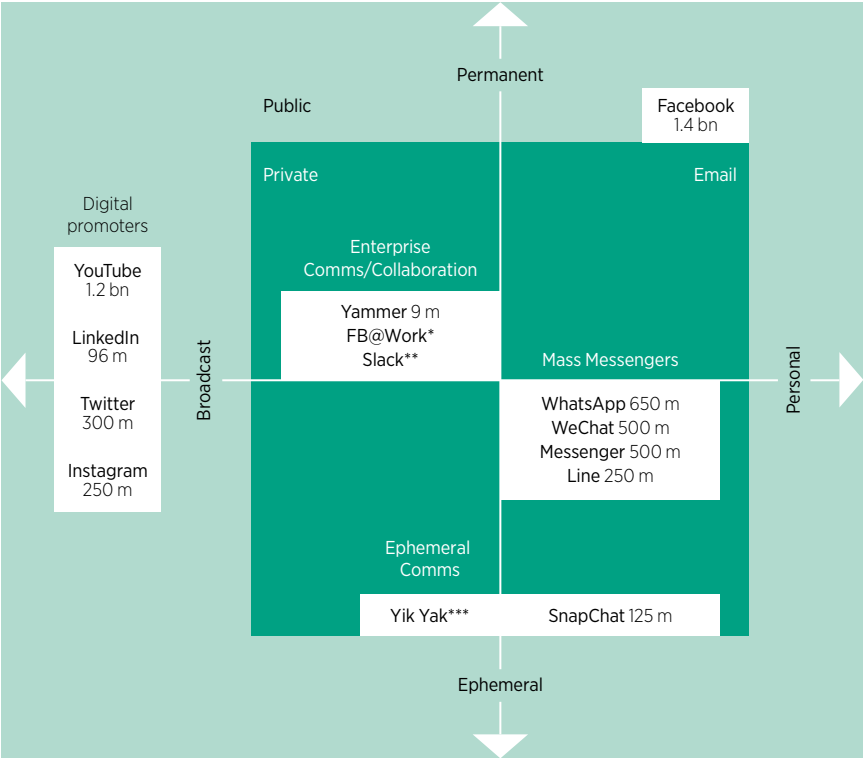 Permanent
Public
Facebook
1.4 bn
Private
Email
Digital
promoters
YouTube
1.2 bn
LinkedIn
96 m
Twitter
300 m
Instagram
250 m
Broadcast
Enterprise
Comms/Collaboration
Yammer 9 m
FB@Work*
Slack**
Mass Messengers
WhatsApp 650 m
WeChat 500 m
Messenger 500 m
Line 250 m
Personal
Ephemeral
Comms
Yik Yak***
SnapChat 125 m
Ephemeral